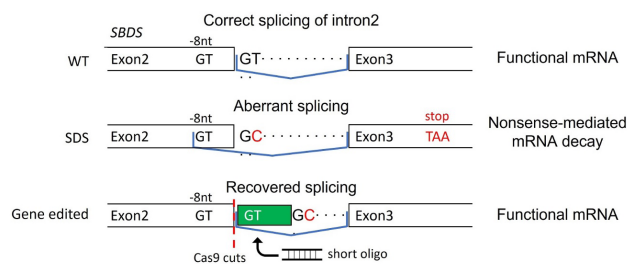 Correct splicing of intron2
SBDS
-8nt
WT Exon2 GT GT· · · · · · · · · · · Exon3 Functional mRNA
Aberrant splicing
-8nt stop
SDS Exon2 GT GC· · · · · · · · · · Exon3 TAA Nonsense-mediated
mRNA decay
Recovered splicing
-8nt
Gene edited Exon2 GT GT GC· · · · Exon3 Functional mRNA
Cas9 cuts short oligo